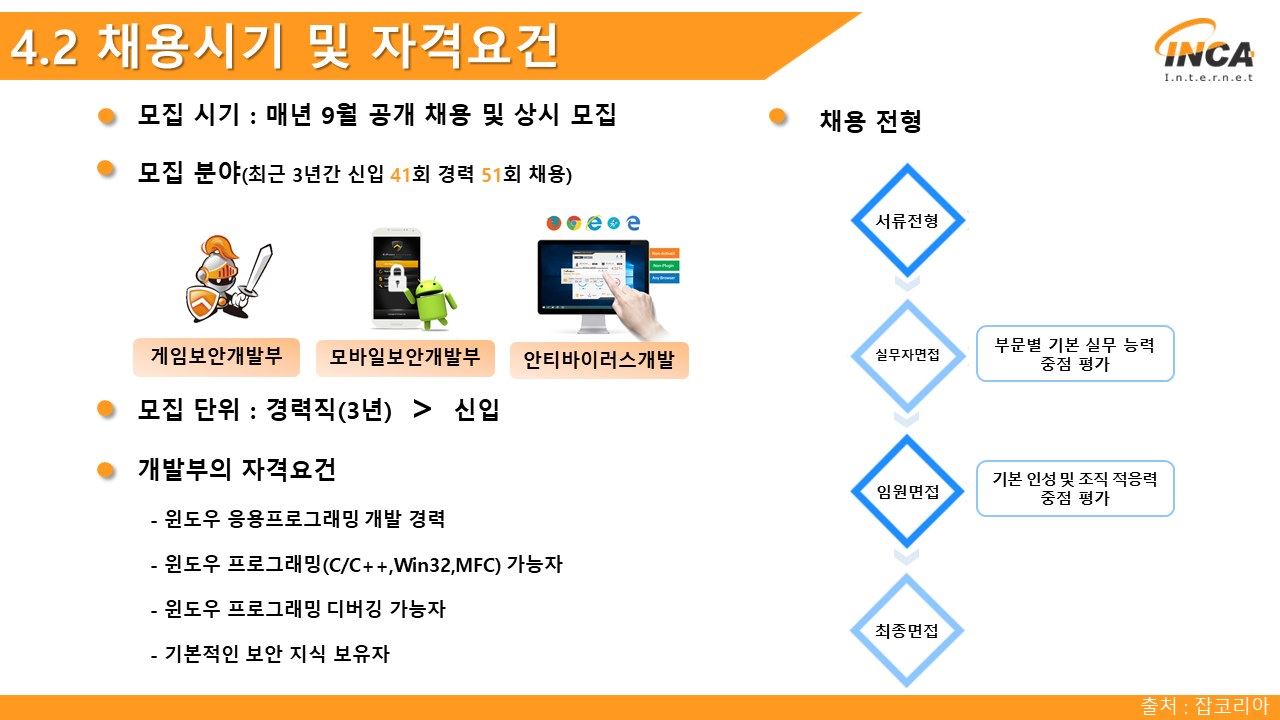 4.2 채용시기 및 자격요건
INCA
I.n.t.e.r.n.e.t
모집 시기 : 매년 9월 공개 채용 및 상시 모집
모집 분야(최근 3년간 신입 41회 경력 51회 채용)
Non-ActiveX
Non-Plugin
Any Browser
게임보안개발부
모바일보안개발부
안티바이러스개발
모집 단위 : 경력직(3년) > 신입
개발부의 자격요건
- 윈도우 응용프로그래밍 개발 경력
- 윈도우 프로그래밍(C/C++,Win32,MFC) 가능자
- 윈도우 프로그래밍 디버깅 가능자
- 기본적인 보안 지식 보유자
채용 전형
서류전형
실무자면접
부문별 기본 실무 능력
중점 평가
임원면접
기본 인성 및 조직 적응력
중점 평가
최종면접
출처 : 잡코리아